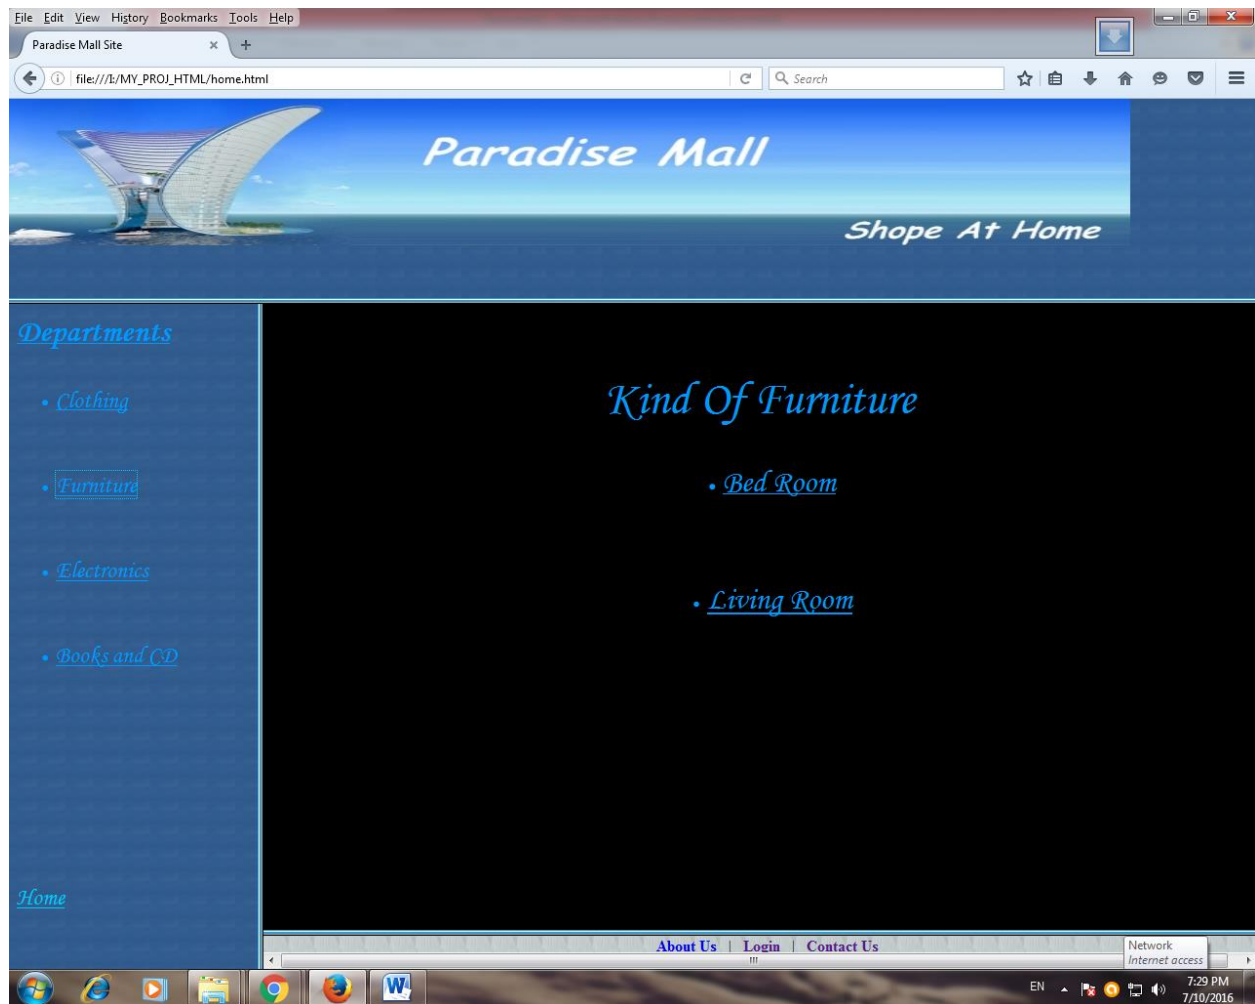 File Edit View History Bookmarks Tools Help
Paradise Mall Site
file:///I:/MY_PROJ_HTML/home.html
Search
Paradise Mall
Shope At Home
Departments
Clothing
Furniture
Electronics
Books and CD
Home
Kind Of Furniture
Bed Room
Living Room
About Us | Login | Contact Us
Network
Internet access
EN
7:29 PM
7/10/2016